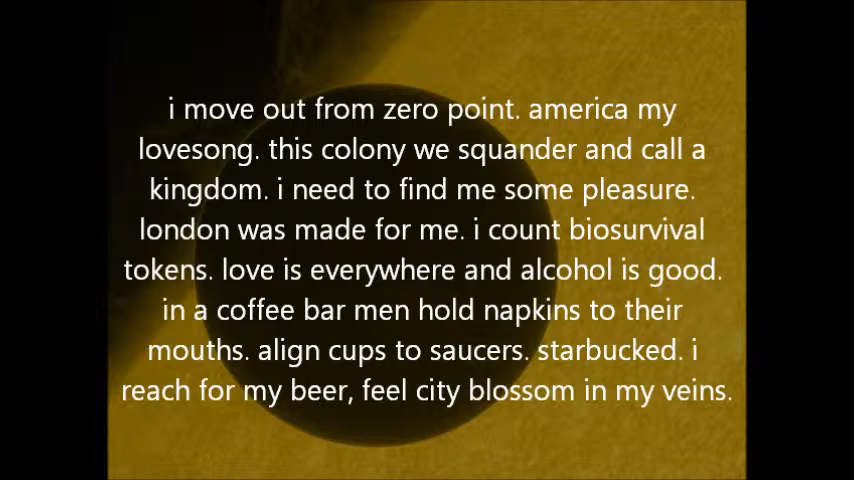 i move out from zero point. america my
lovesong. this colony we squander and call a
kingdom. i need to find me some pleasure.
london was made for me. i count biosurvival
tokens. love is everywhere and alcohol is good.
in a coffee bar men hold napkins to their
mouths. align cups to saucers. starbucked. i
reach for my beer, feel city blossom in my veins.